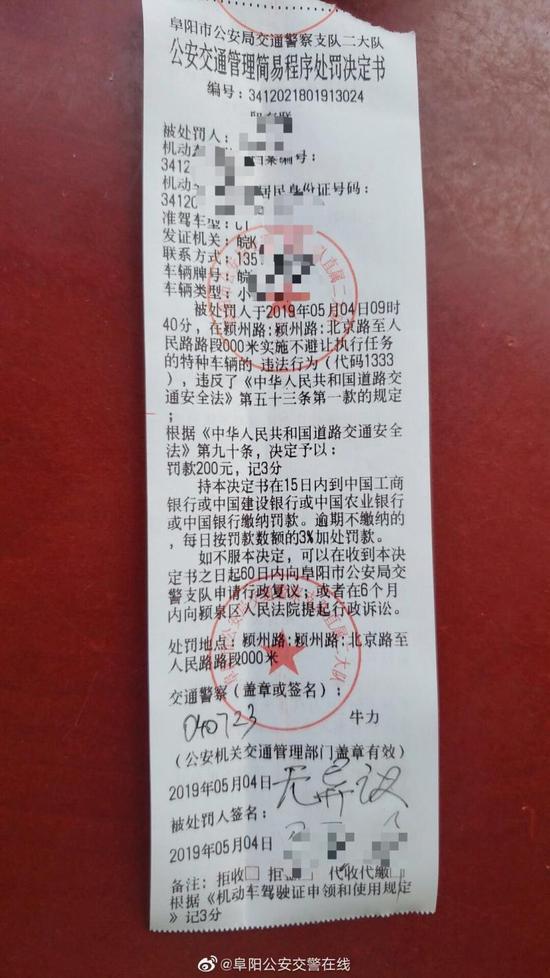 阜阳市公安局交通警察支队二大队
公安交通管理简易程序处罚决定书
编号：3412021801913024
被处罚人：
机动
编号：
3412
机动
居民身份证号码：
34120
准驾车型：C1
发证机关：皖K
联系方式：135
车辆牌号：皖
车辆类型：小
被处罚人于2019年05月04日09时
40分，在颍州路:颍州路:北京路至人
民路路段000米实施不避让执行任务
的特种车辆的 违法行为（代码1333
），违反了《中华人民共和国道路交
通安全法》第五十三条第一款的规定
；
根据《中华人民共和国道路交通安全
法》第九十条，决定予以：
罚款200元，记3分
持本决定书在15日内到中国工商
银行或中国建设银行或中国农业银行
或中国银行缴纳罚款。逾期不缴纳的
，每日按罚款数额的3%加处罚款。
如不服本决定，可以在收到本决
定书之日起60日内向阜阳市公安局交
警支队申请行政复议；或者在6个月
内向颍泉区人民法院提起行政诉讼。
处罚地点：颍州路:颍州路:北京路至
人民路路段000米
交通警察（盖章或签名）：
040723 牛力
（公安机关交通管理部门盖章有效）
2019年05月04日 无异议
被处罚人签名：
2019年05月04日
备注：拒收□ 拒 代收代缴□
根据《机动车驾驶证申领和使用规定
》记3分
@阜阳公安交警在线